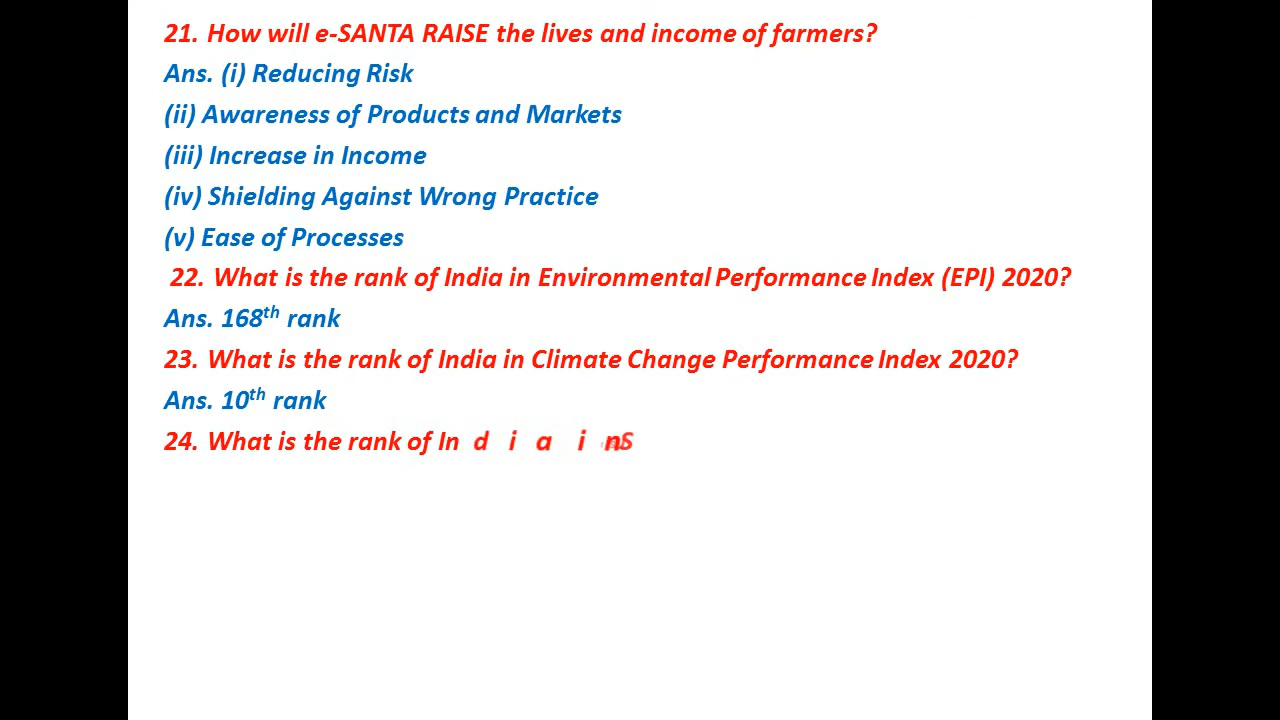 21. How will e-SANTA RAISE the lives and income of farmers?
Ans. (i) Reducing Risk
(ii) Awareness of Products and Markets
(iii) Increase in Income
(iv) Shielding Against Wrong Practice
(v) Ease of Processes
22. What is the rank of India in Environmental Performance Index (EPI) 2020?
Ans. 168th rank
23. What is the rank of India in Climate Change Performance Index 2020?
Ans. 10th rank
24. What is the rank of India in